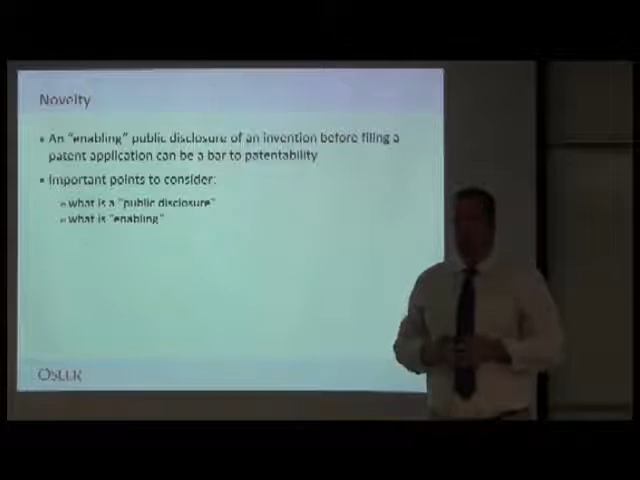 Novelty
• An "enabling" public disclosure of an invention before filing a
patent application can be a bar to patentability
• Important points to consider:
» what is a "public disclosure"
» what is "enabling"
OSLER